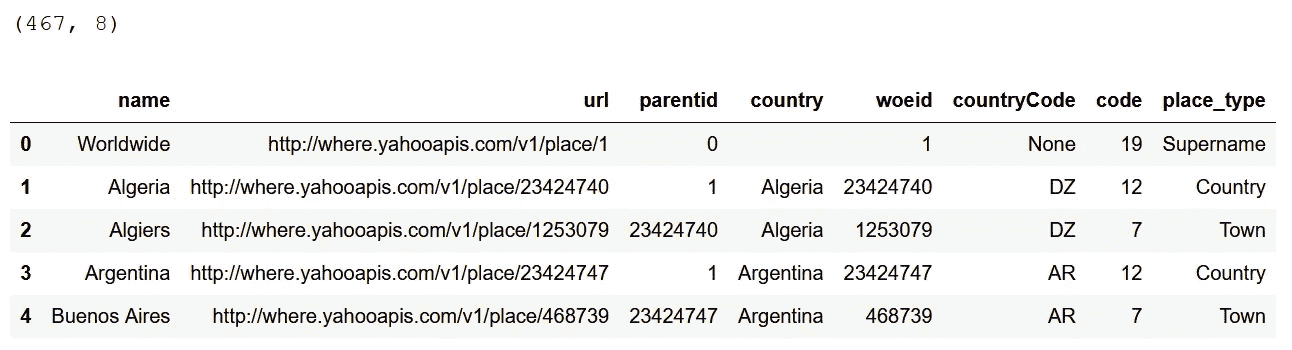 (467, 8)
name url parentid country woeid countryCode code place_type
0 Worldwide http://where.yahooapis.com/v1/place/1 0 1 None 19 Supername
1 Algeria http://where.yahooapis.com/v1/place/23424740 1 Algeria 23424740 DZ 12 Country
2 Algiers http://where.yahooapis.com/v1/place/1253079 23424740 Algeria 1253079 DZ 7 Town
3 Argentina http://where.yahooapis.com/v1/place/23424747 1 Argentina 23424747 AR 12 Country
4 Buenos Aires http://where.yahooapis.com/v1/place/468739 23424747 Argentina 468739 AR 7 Town